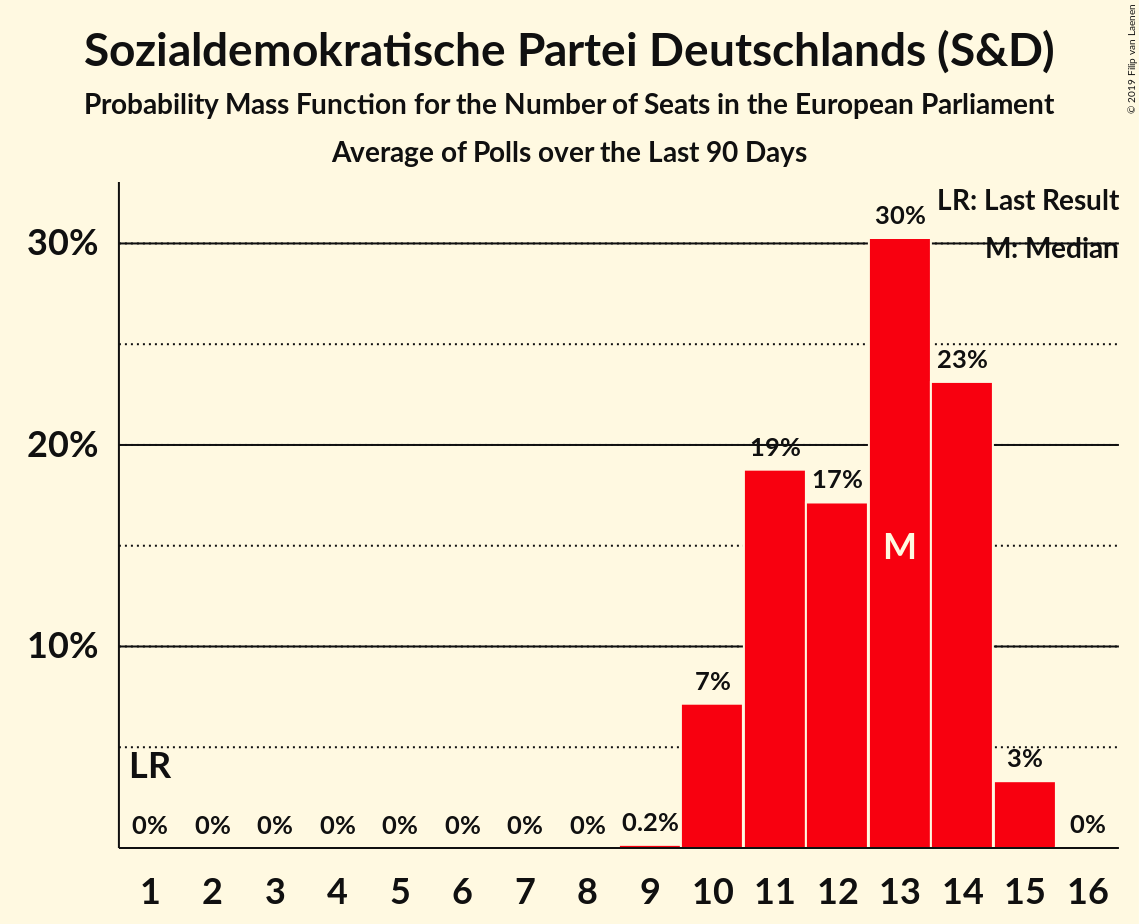 Sozialdemokratische Partei Deutschlands (S&D)
Probability Mass Function for the Number of Seats in the European Parliament
Average of Polls over the Last 90 Days
© 2019 Filip van Laenen
LR: Last Result
M: Median
30%
20%
10%
30%
23%
19%
17%
M
7%
3%
LR
0% 0% 0% 0% 0% 0% 0% 0% 0.2% 0%
1 2 3 4 5 6 7 8 9 10 11 12 13 14 15 16